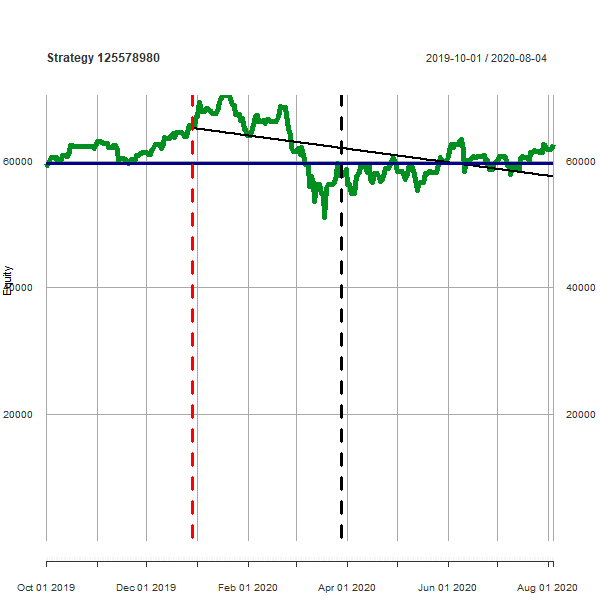 Strategy 125578980
2019-10-01 / 2020-08-04
60000
60000
Equity
40000
40000
20000
20000
Oct 01 2019
Dec 01 2019
Feb 01 2020
Apr 01 2020
Jun 01 2020
Aug 01 2020